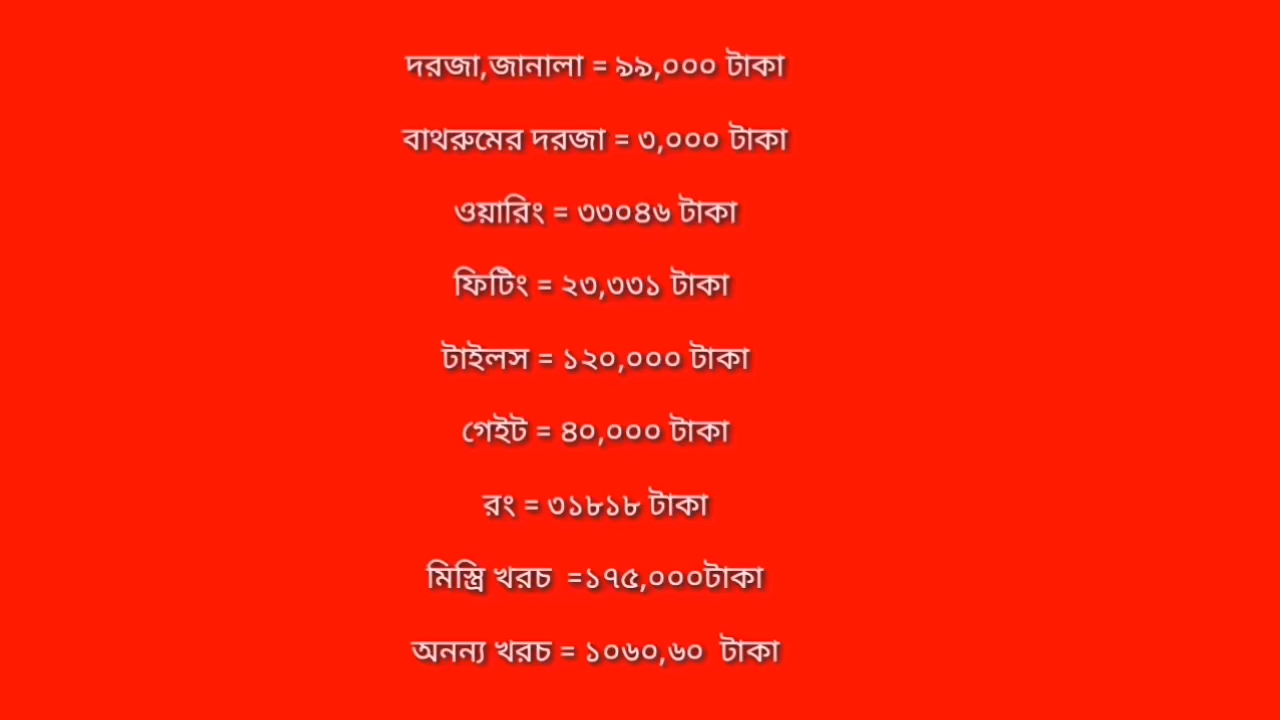 দরজা,জানালা = ৯৯,০০০ টাকা
বাথরুমের দরজা = ৩,০০০ টাকা
ওয়ারিং = ৩৩০৪৬ টাকা
ফিটিং = ২৩,৩৩১ টাকা
টাইলস = ১২০,০০০ টাকা
গেইট = ৪০,০০০ টাকা
রং = ৩১৮১৮ টাকা
মিস্ত্রি খরচ =১৭৫,০০০টাকা
অনন্য খরচ = ১০৬০,৬০ টাকা